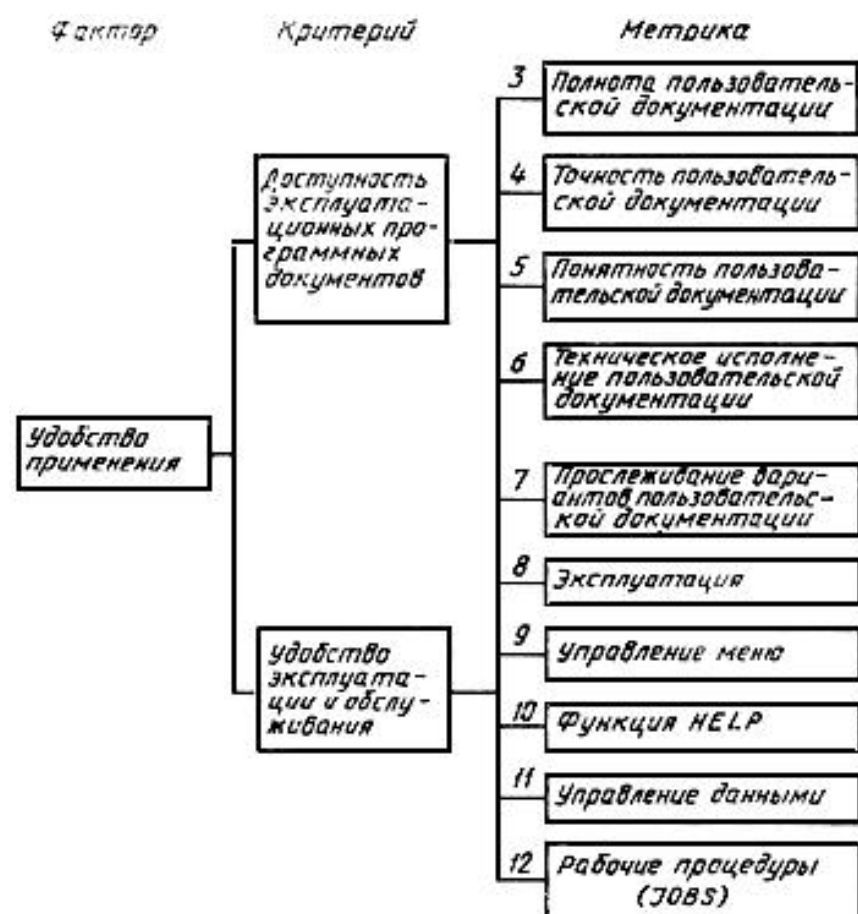 Фактор Критерий Метрика
3
Полнота пользователь-
ской документации
Доступность
эксплуата-
ционных про-
граммных
документов
4
Точность пользователь-
ской документации
5
Понятность пользова-
тельской документации
6
Техническое исполне-
ние пользовательской
документации
Удобство
применения
7
Прослеживание вари-
антов пользовательс-
кой документации
8
Эксплуатация
Удобство
эксплуата-
ции и обслу-
живания
9
Управление меню
10
Функция HELP
11
Управление данными
12
Рабочие процедуры
(JOBS)